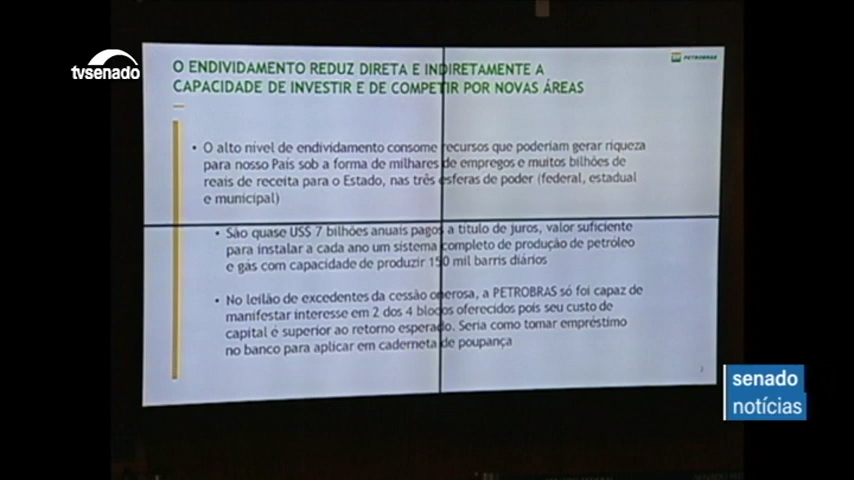 tvsenado
O ENDIVIDAMENTO REDUZ DIRETA E INDIRETAMENTE A
CAPACIDADE DE INVESTIR E DE COMPETIR POR NOVAS ÁREAS
PETROBRAS
• O alto nível de endividamento consome recursos que poderiam gerar riqueza
para nosso País sob a forma de milhares de empregos e muitos bilhões de
reais de receita para o Estado, nas três esferas de poder (federal, estadual
e municipal)
• São quase US$ 7 bilhões anuais pagos a título de juros, valor suficiente
para instalar a cada ano um sistema completo de produção de petróleo
e gás com capacidade de produzir 150 mil barris diários
• No leilão de excedentes da cessão onerosa, a PETROBRAS só foi capaz de
manifestar interesse em 2 dos 4 blocos oferecidos pois seu custo de
capital é superior ao retorno esperado. Seria como tomar empréstimo
no banco para aplicar em caderneta de poupança
2
senado
notícias